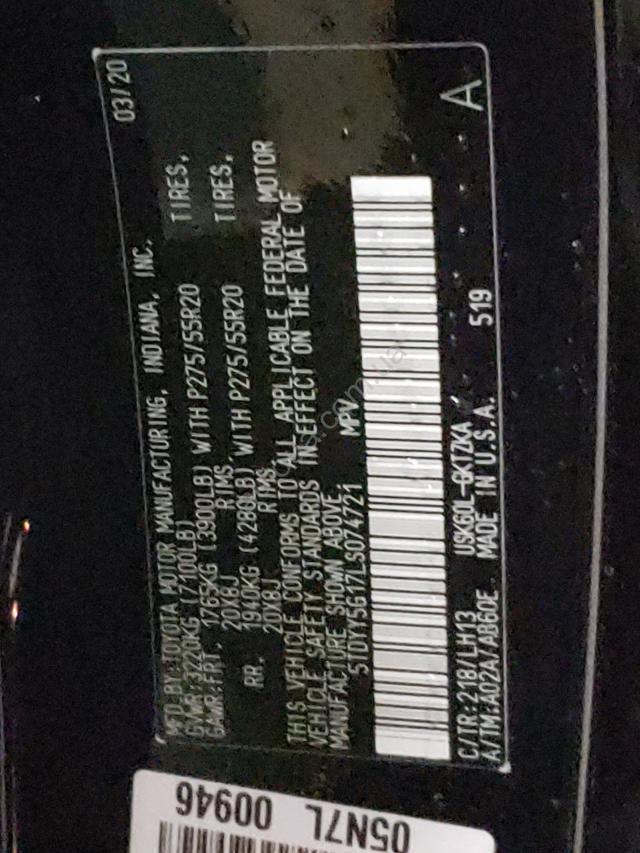 MFD.BY:TOYOTA MOTOR MANUFACTURING, INDIANA, INC. 03/20
GVWR:3220KG (7100LB)
GAWR:FRT. 1765KG (3900LB) WITH P275/55R20 TIRES,
20X8J RIMS,
RR. 1940KG (4280LB) WITH P275/55R20 TIRES,
20X8J RIMS.
THIS VEHICLE CONFORMS TO ALL APPLICABLE FEDERAL MOTOR
VEHICLE SAFETY STANDARDS IN EFFECT ON THE DATE OF
MANUFACTURE SHOWN ABOVE.
5TDYY5G17LS074721 MPV
C/TR:218/LH13 USK60L-GKTZKA A
A/TM:A02A/AB60E MADE IN U.S.A. 519
05N7L 00946